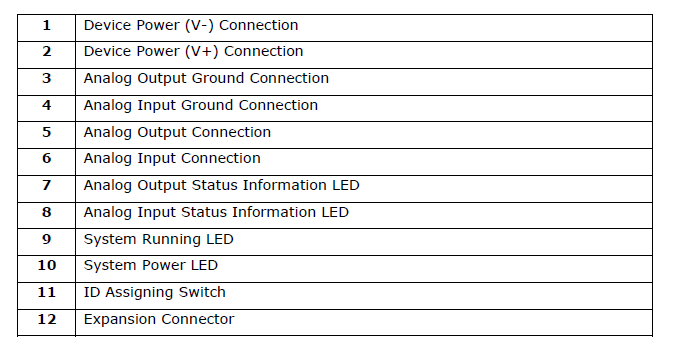 1 Device Power (V-) Connection
2 Device Power (V+) Connection
3 Analog Output Ground Connection
4 Analog Input Ground Connection
5 Analog Output Connection
6 Analog Input Connection
7 Analog Output Status Information LED
8 Analog Input Status Information LED
9 System Running LED
10 System Power LED
11 ID Assigning Switch
12 Expansion Connector